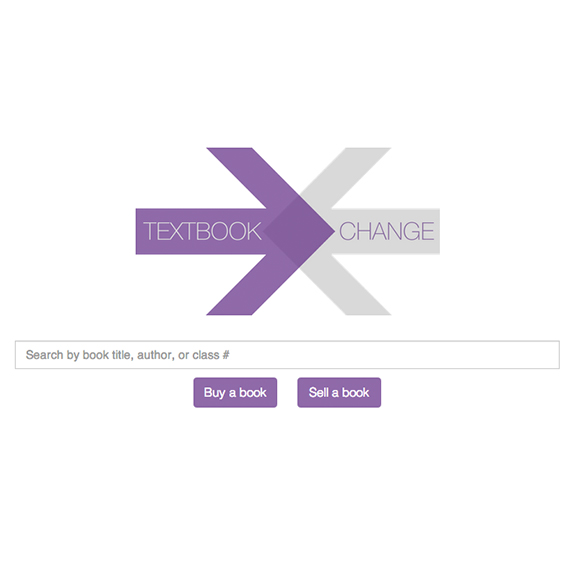 TEXTBOOK CHANGE
Search by book title, author, or class #
Buy a book Sell a book